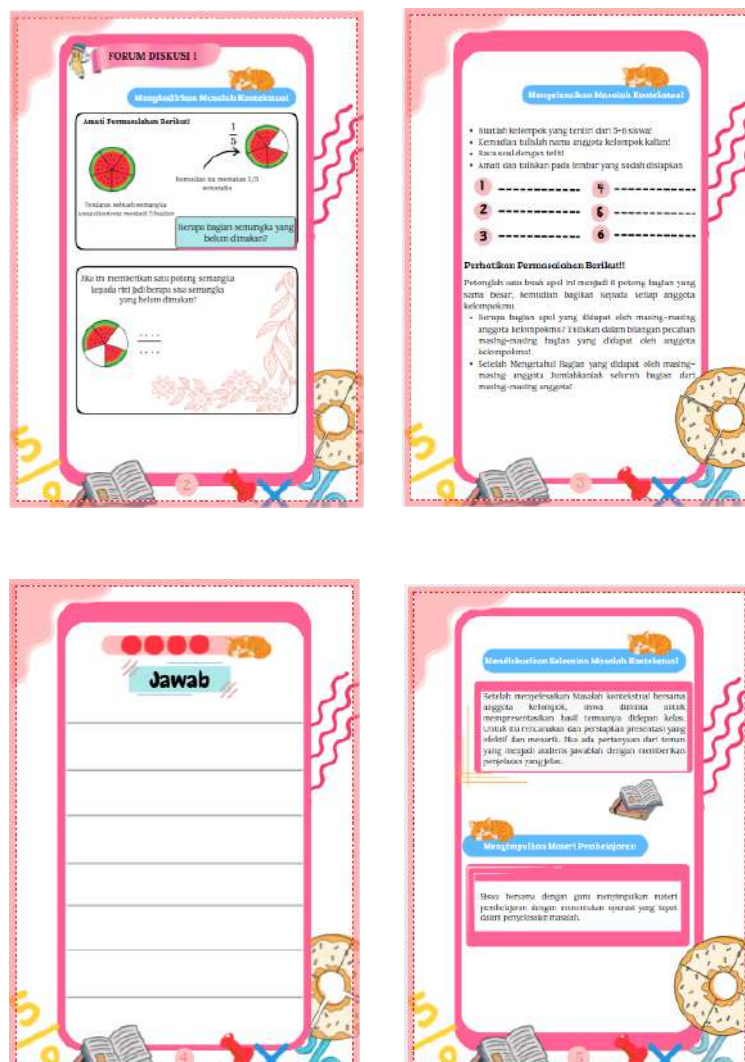 FORUM DISKUSI 1
Menghadirkan Masalah Kontekstual
Amati Permasalahan Berikut!
1
5
Kemudian ira memakan 1/5
semangka
Terdapat sebuah semangka
menjadi 5 bagian
Berapa bagian semangka yang
belum dimakan?
Jika ira memberikan satu potong semangka
kepada rini jadi berapa sisa semangka
yang belum dimakan?
....
....
2
Menyelesaikan Masalah Kontekstual
• Buatlah kelompok yang terdiri dari 5-6 siswa!
• Kemudian tulislah nama anggota kelompok kalian!
• Baca soal dengan teliti!
• Amati dan tuliskan pada lembar yang sudah disiapkan
1 ------------ 4 ------------
2 ------------ 5 ------------
3 ------------ 6 ------------
Perhatikan Permasalahan Berikut!!
Potonglah satu buah apel ini menjadi 8 potong bagian yang
sama besar, kemudian bagikan kepada setiap anggota
kelompokmu.
• Berapa bagian apel yang didapat oleh masing-masing
anggota kelompokmu? Tuliskan dalam bilangan pecahan
masing-masing bagian yang didapat oleh anggota
kelompokmu!
• Setelah Mengetahui Bagian yang didapat oleh masing-
masing anggota Jumlahkanlah seluruh bagian dari
masing-masing anggota!
3
Jawab
4
Mendiskusikan Selesaian Masalah Kontekstual
Setelah menyelesaikan Masalah kontekstual bersama
anggota kelompok, siswa diminta untuk
mempresentasikan hasil temuanya didepan kelas.
Untuk itu rencanakan dan persiapkan presentasi yang
efektif dan menarik. Jika ada pertanyaan dari teman
yang menjadi audiens jawablah dengan memberikan
penjelasan yang jelas.
Menyimpulkan Materi Pembelajaran
Siswa bersama dengan guru menyimpulkan materi
pembelajaran dengan menentukan operasi yang tepat
dalam penyelesaian masalah.
5